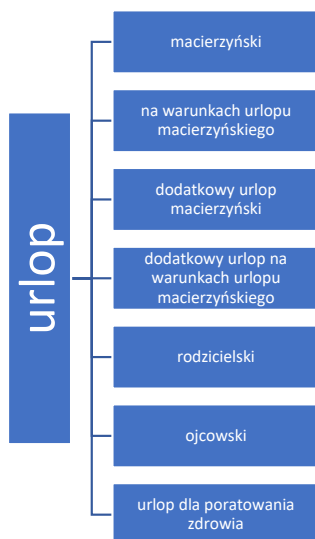 urlop
macierzyński
na warunkach urlopu
macierzyńskiego
dodatkowy urlop
macierzyński
dodatkowy urlop na
warunkach urlopu
macierzyńskiego
rodzicielski
ojcowski
urlop dla poratowania
zdrowia